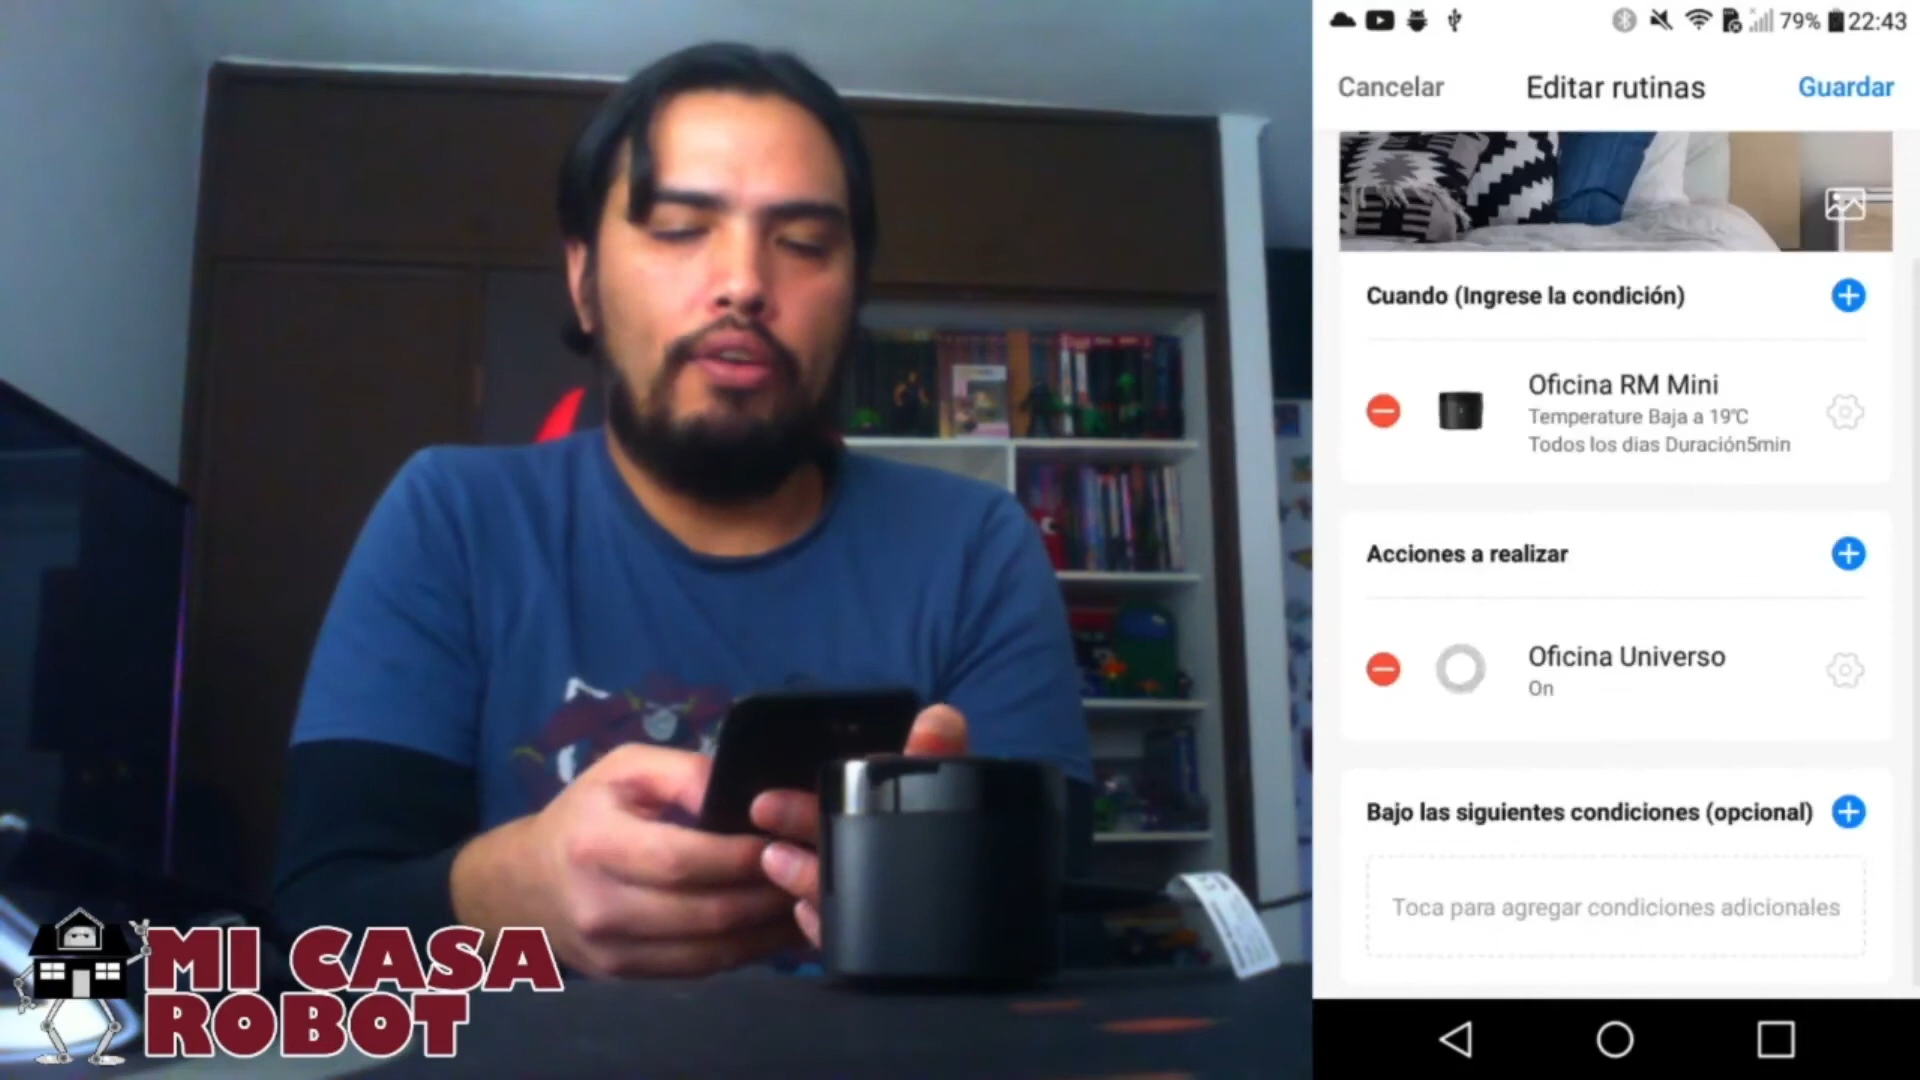 79% 22:43
Cancelar Editar rutinas Guardar
Cuando (Ingrese la condición)
Oficina RM Mini
Temperature Baja a 19℃
Todos los dias Duración5min
Acciones a realizar
Oficina Universo
On
Bajo las siguientes condiciones (opcional)
Toca para agregar condiciones adicionales
MI CASA
ROBOT